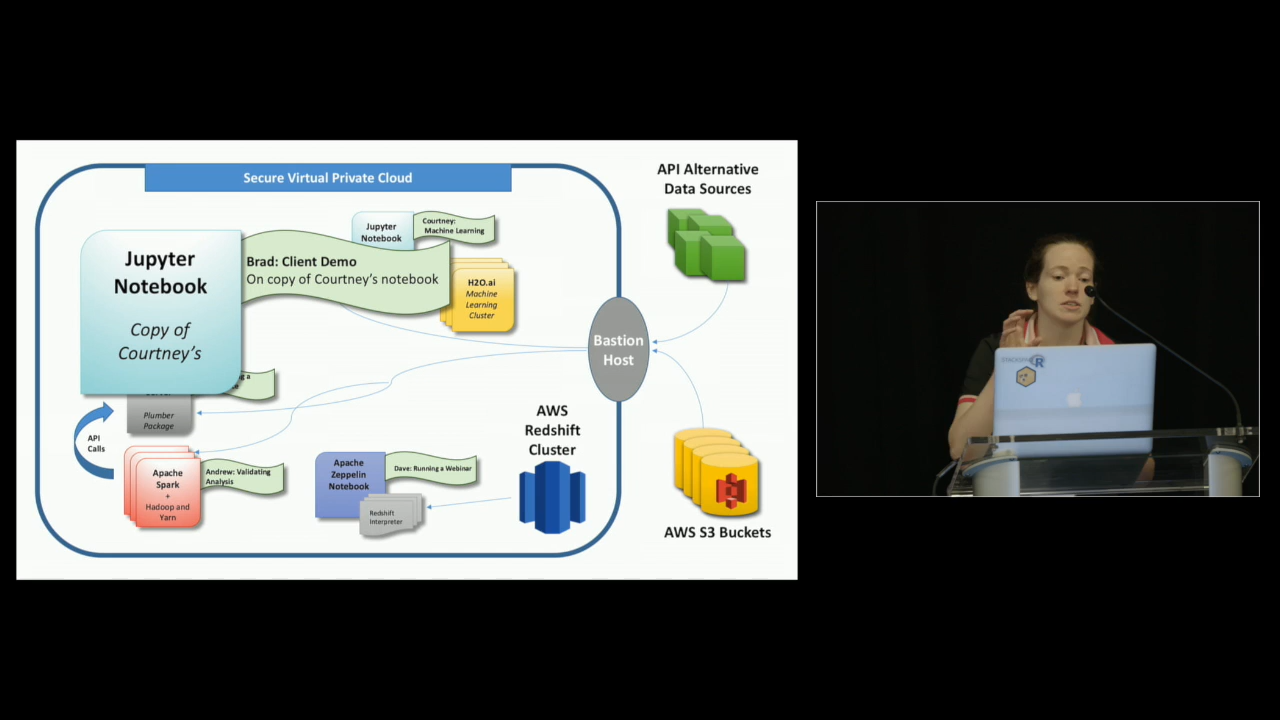 Secure Virtual Private Cloud
API Alternative
Data Sources
Jupyter
Notebook
Courtney:
Machine Learning
Jupyter
Notebook
Copy of
Courtney's
Brad: Client Demo
On copy of Courtney's notebook
H2O.ai
Machine
Learning
Cluster
Bastion
Host
Plumber
Package
API
Calls
Apache
Spark
+
Hadoop and
Yarn
Andrew: Validating
Analysis
Apache
Zeppelin
Notebook
Dave: Running a Webinar
Redshift
Interpreter
AWS
Redshift
Cluster
AWS S3 Buckets
R